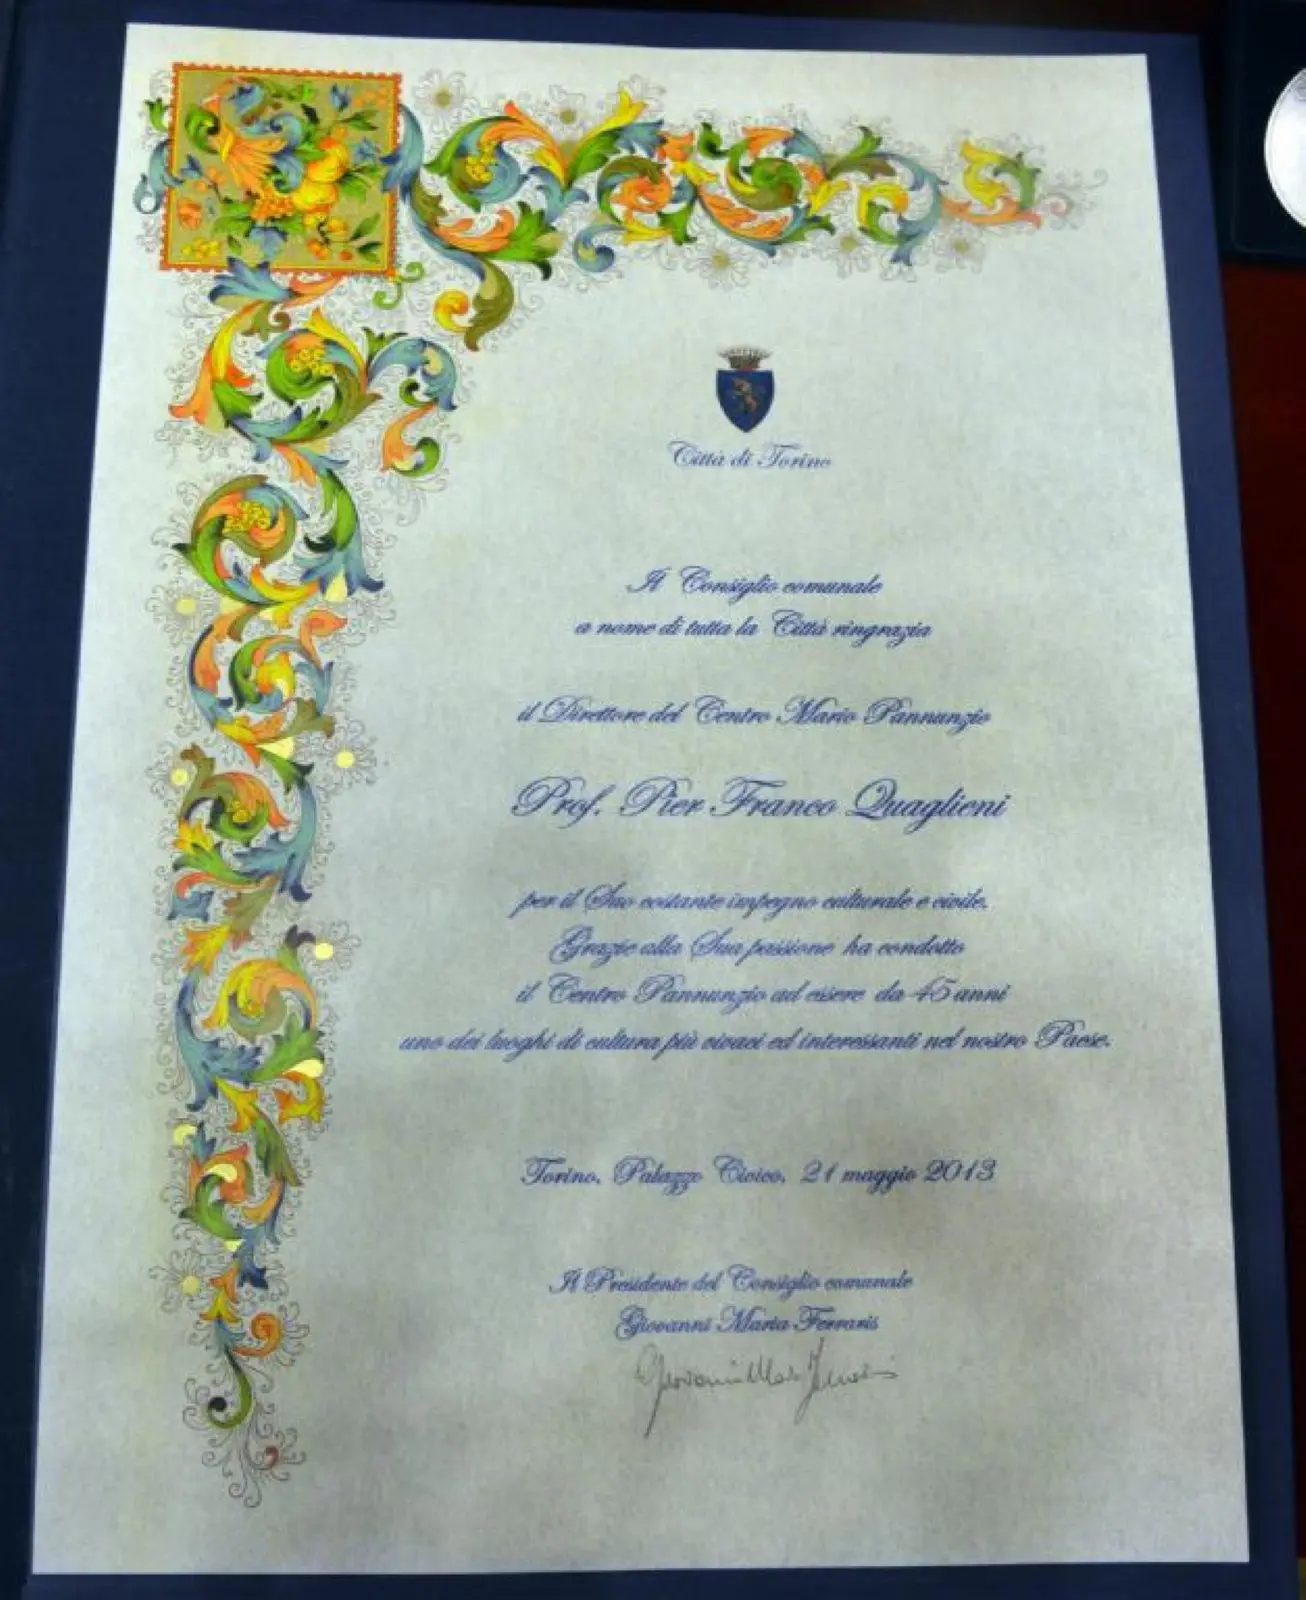 Città di Torino
Il Consiglio comunale
a nome di tutta la Città ringrazia
il Direttore del Centro Mario Pannunzio
Prof. Pier Franco Quaglieni
per il Suo costante impegno culturale e civile.
Grazie alla Sua passione ha condotto
il Centro Pannunzio ad essere da 45 anni
uno dei luoghi di cultura più vivaci ed interessanti nel nostro Paese.
Torino, Palazzo Civico, 21 maggio 2013
Il Presidente del Consiglio comunale
Giovanni Maria Ferraris
Giovanni Maria Ferraris